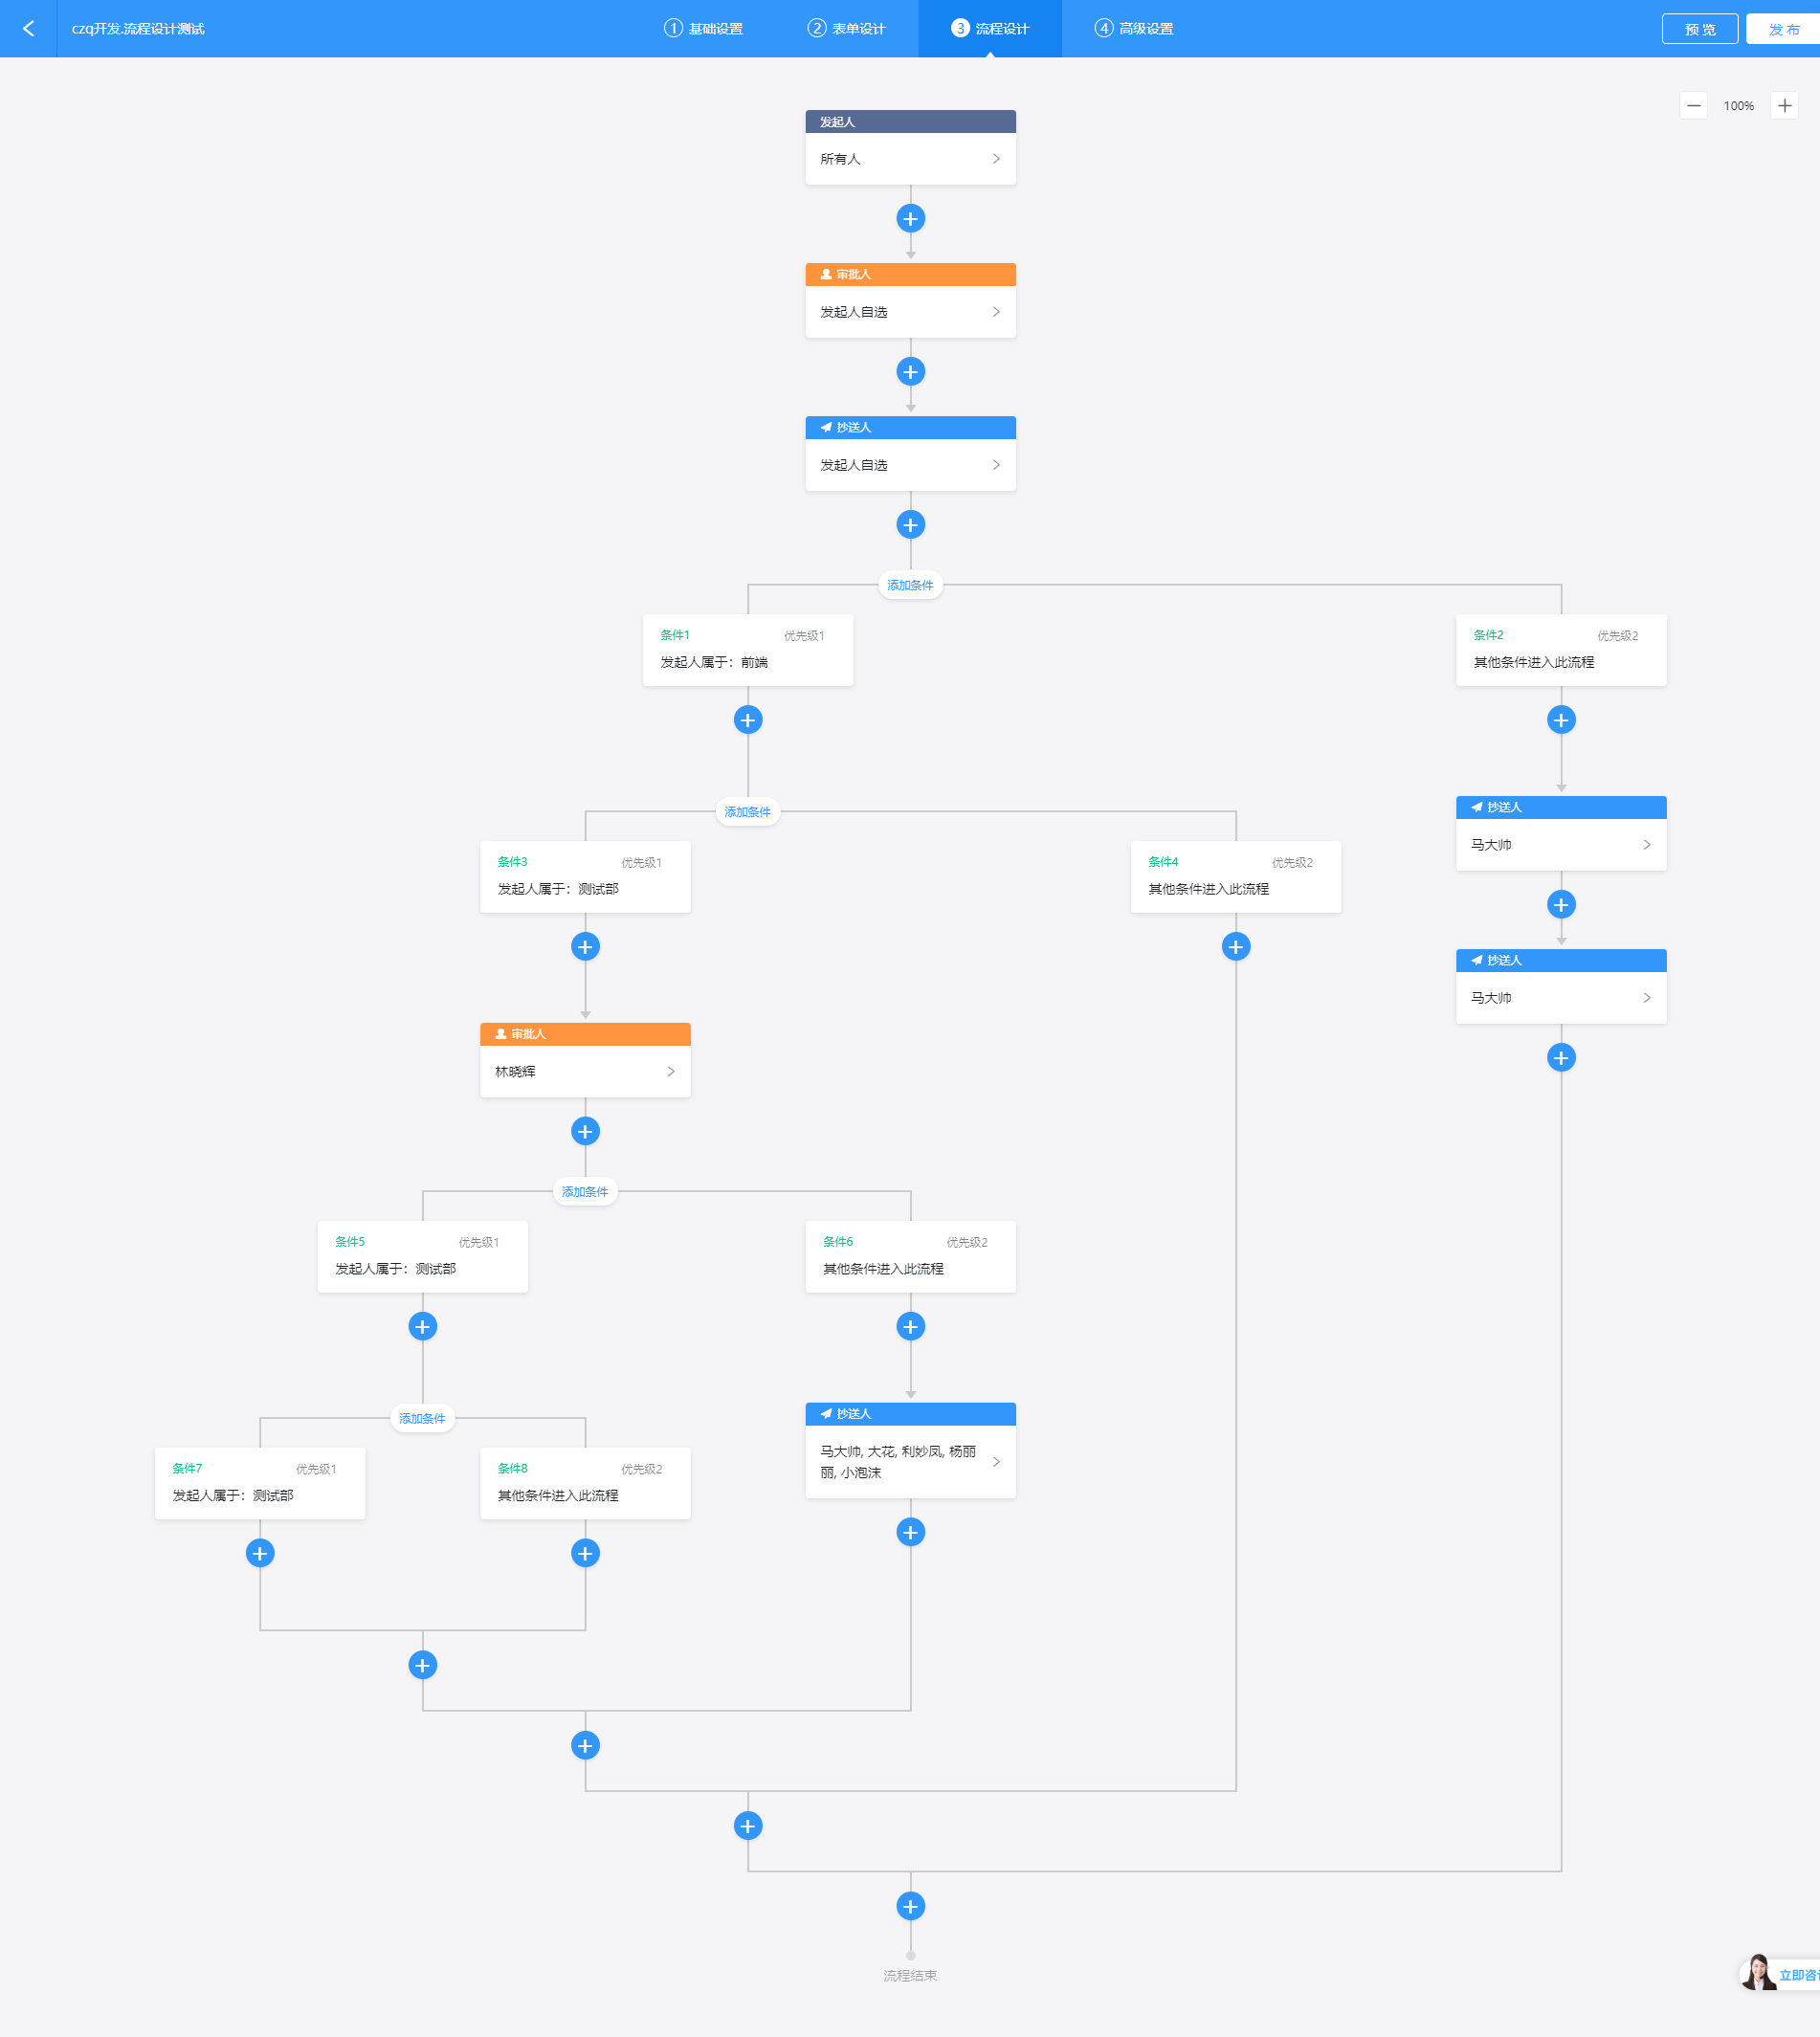 czq开发.流程设计测试
1 基础设置
2 表单设计
3 流程设计
4 高级设置
预 览
发 布
100%
发起人
所有人
审批人
发起人自选
抄送人
发起人自选
添加条件
条件1 优先级1
发起人属于：前端
条件2 优先级2
其他条件进入此流程
添加条件
抄送人
马大帅
条件3 优先级1
发起人属于：测试部
条件4 优先级2
其他条件进入此流程
抄送人
马大帅
审批人
林晓辉
添加条件
条件5 优先级1
发起人属于：测试部
条件6 优先级2
其他条件进入此流程
添加条件
抄送人
马大帅, 大花, 利妙凤, 杨丽
丽, 小泡沫
条件7 优先级1
发起人属于：测试部
条件8 优先级2
其他条件进入此流程
流程结束
立即咨